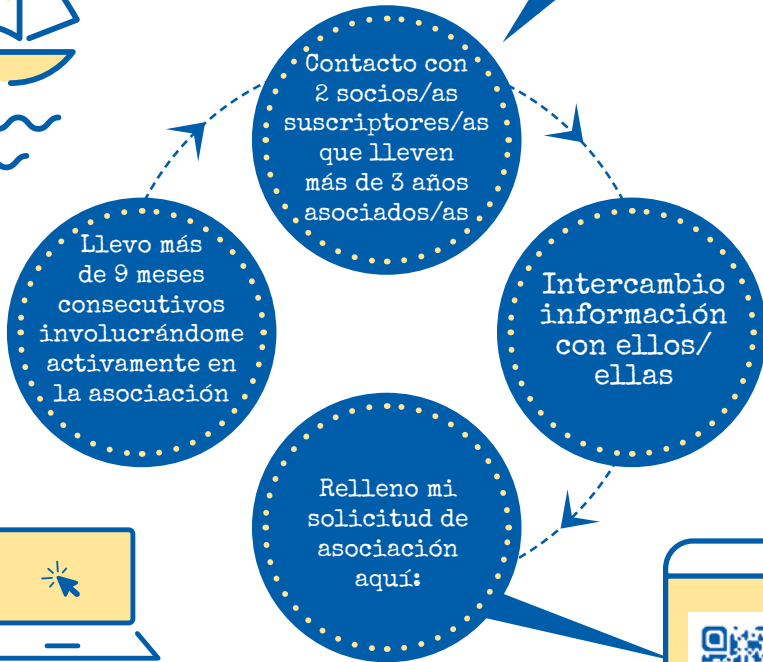 Contacto con
2 socios/as
suscriptores/as
que lleven
más de 3 años
asociados/as
Llevo más
de 9 meses
consecutivos
involucrándome
activamente en
la asociación
Intercambio
información
con ellos/
ellas
Relleno mi
solicitud de
asociación
aquí: